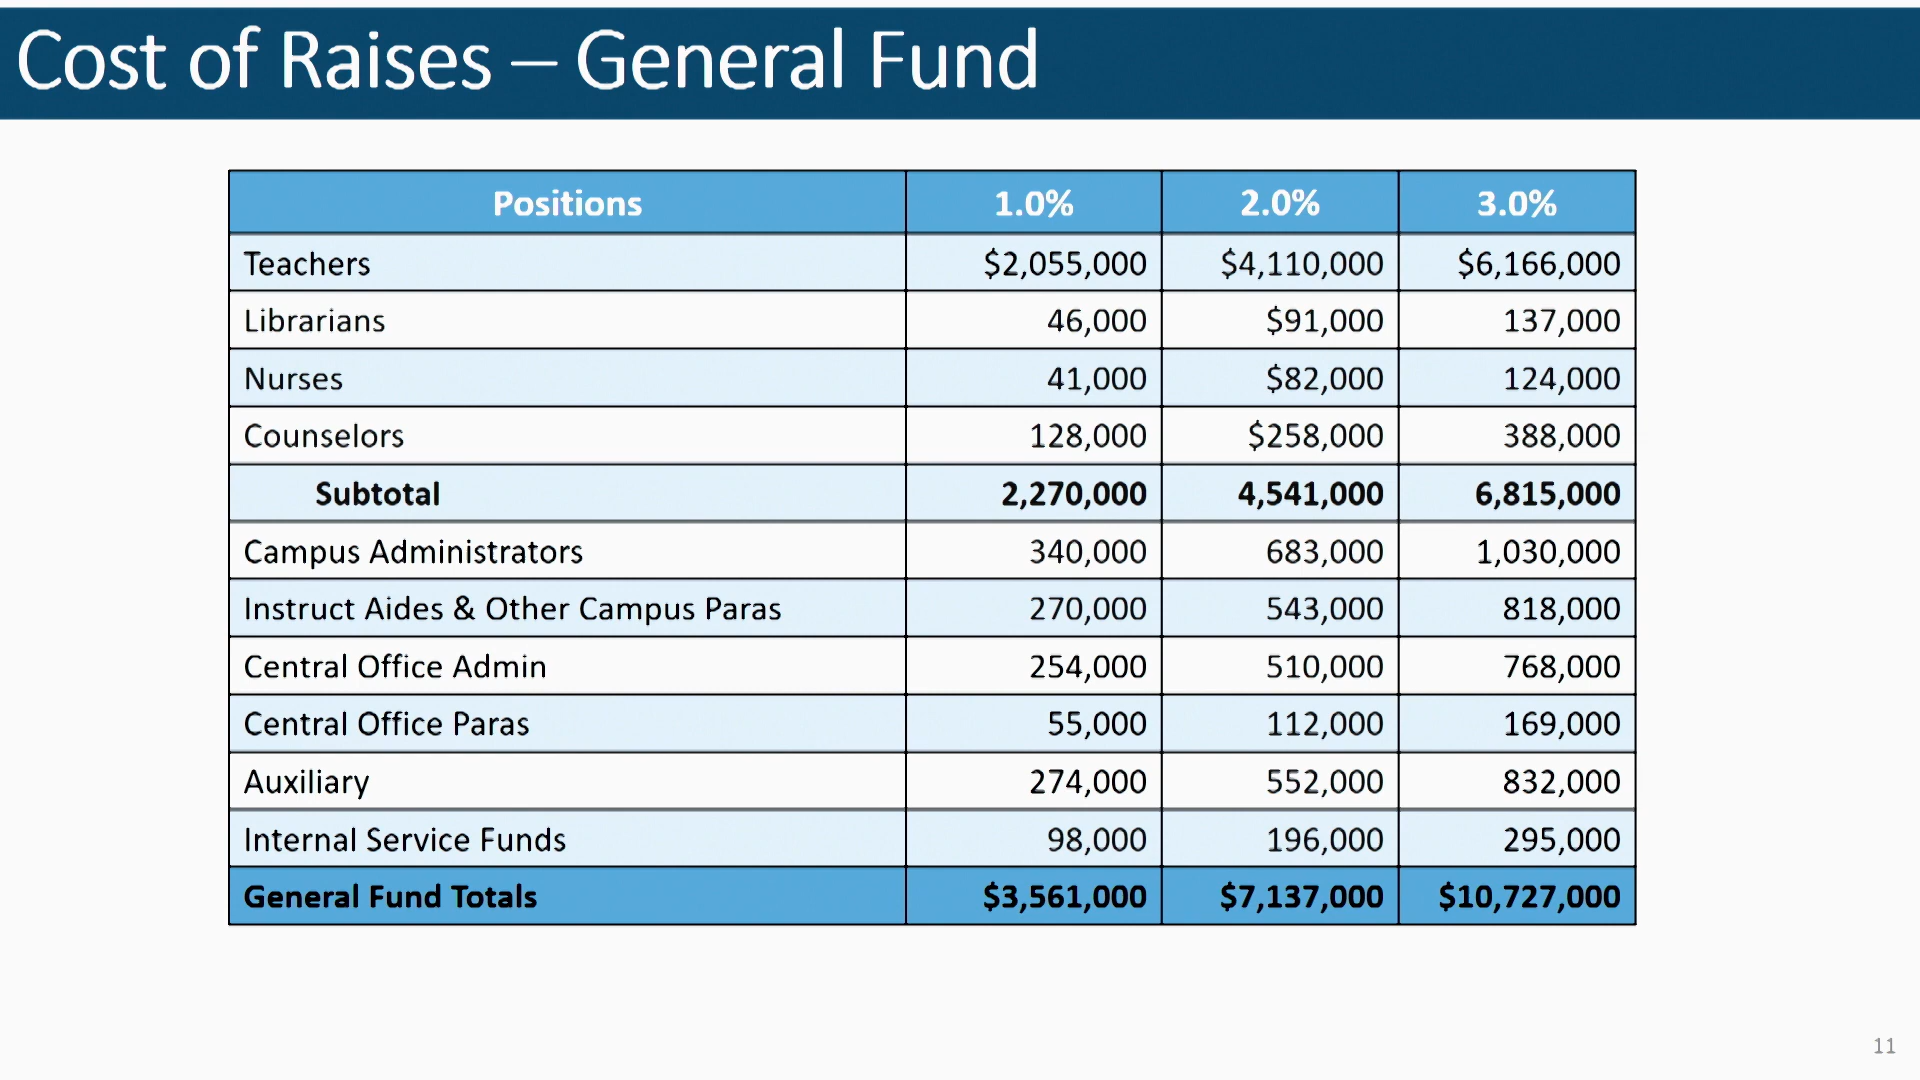 Cost of Raises – General Fund
Positions 1.0% 2.0% 3.0%
Teachers $2,055,000 $4,110,000 $6,166,000
Librarians 46,000 $91,000 137,000
Nurses 41,000 $82,000 124,000
Counselors 128,000 $258,000 388,000
Subtotal 2,270,000 4,541,000 6,815,000
Campus Administrators 340,000 683,000 1,030,000
Instruct Aides & Other Campus Paras 270,000 543,000 818,000
Central Office Admin 254,000 510,000 768,000
Central Office Paras 55,000 112,000 169,000
Auxiliary 274,000 552,000 832,000
Internal Service Funds 98,000 196,000 295,000
General Fund Totals $3,561,000 $7,137,000 $10,727,000
11